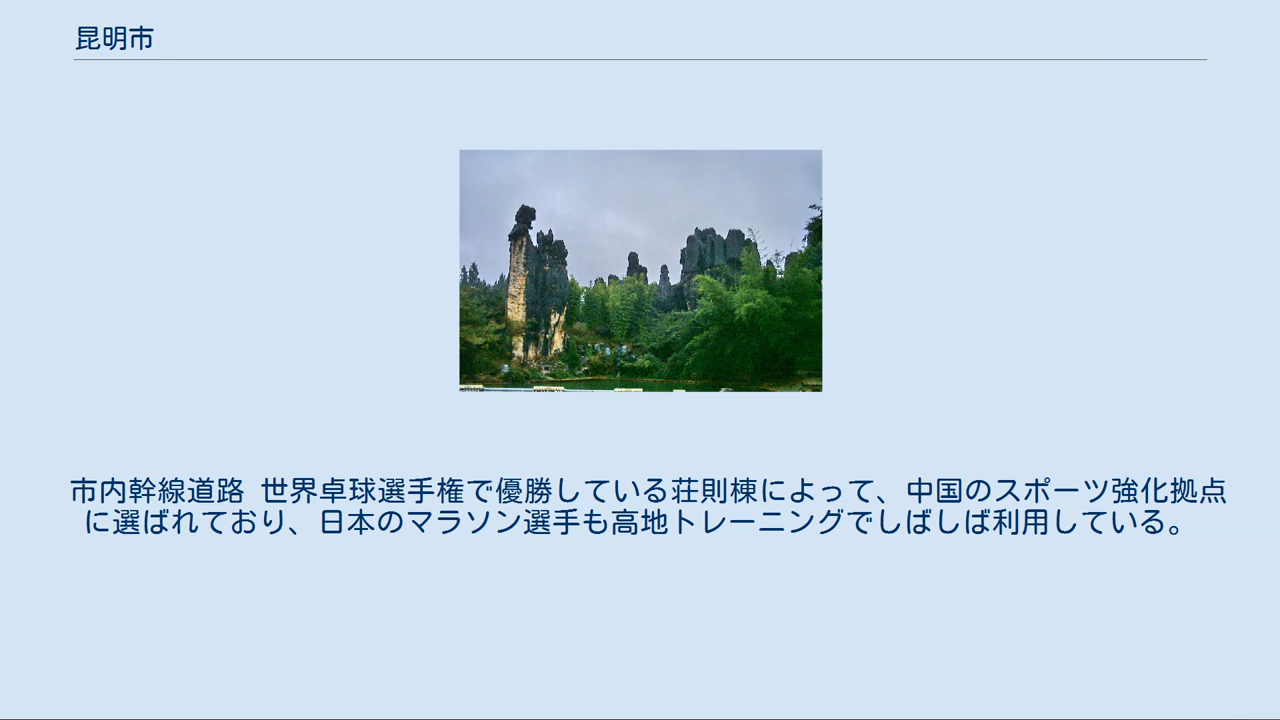 昆明市
市内幹線道路 世界卓球選手権で優勝している荘則棟によって、中国のスポーツ強化拠点
に選ばれており、日本のマラソン選手も高地トレーニングでしばしば利用している。